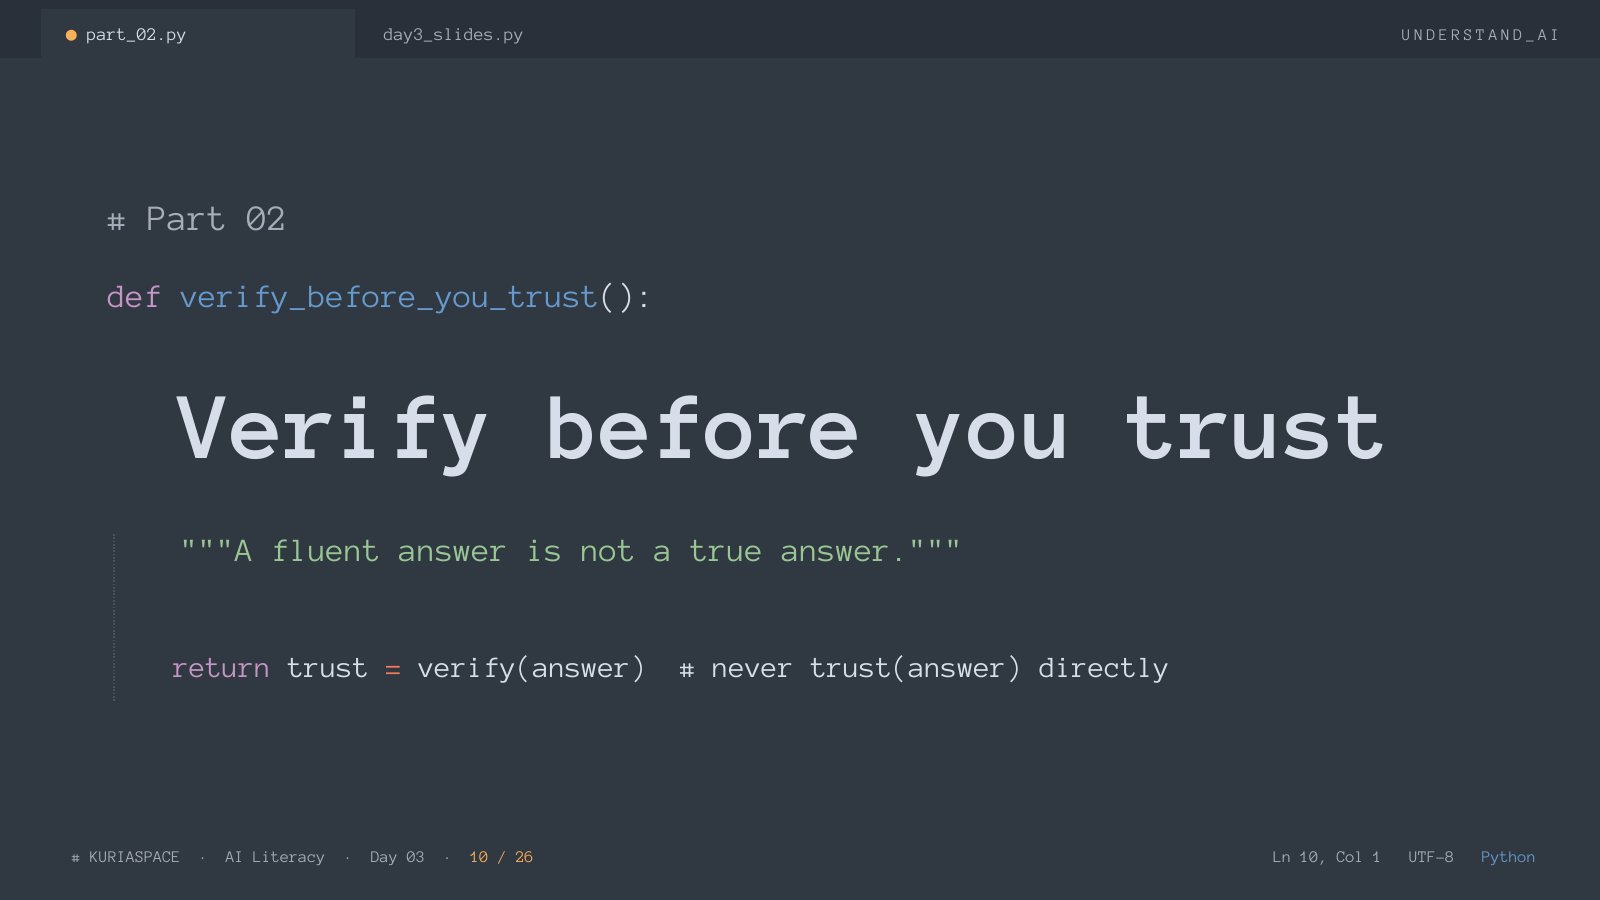 part_02.py
day3_slides.py
UNDERSTAND_AI
# Part 02
def verify_before_you_trust():
Verify before you trust
"""A fluent answer is not a true answer."""
return trust = verify(answer)  # never trust(answer) directly
# KURIASPACE · AI Literacy · Day 03 · 10 / 26
Ln 10, Col 1 UTF-8 Python